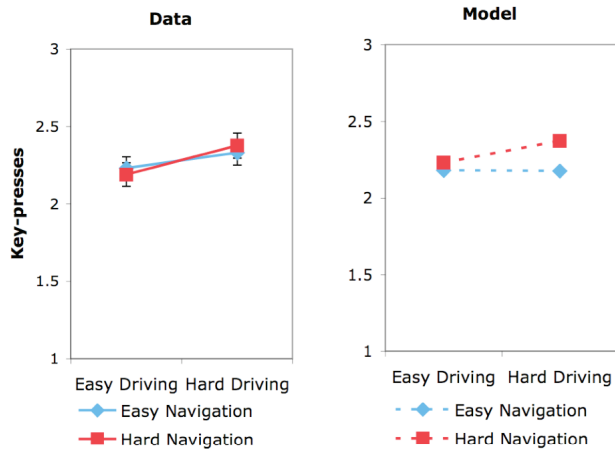 Data
Key-presses
3
2.5
2
1.5
1
Easy Driving Hard Driving
Easy Navigation
Hard Navigation
Model
3
2.5
2
1.5
1
Easy Driving Hard Driving
Easy Navigation
Hard Navigation